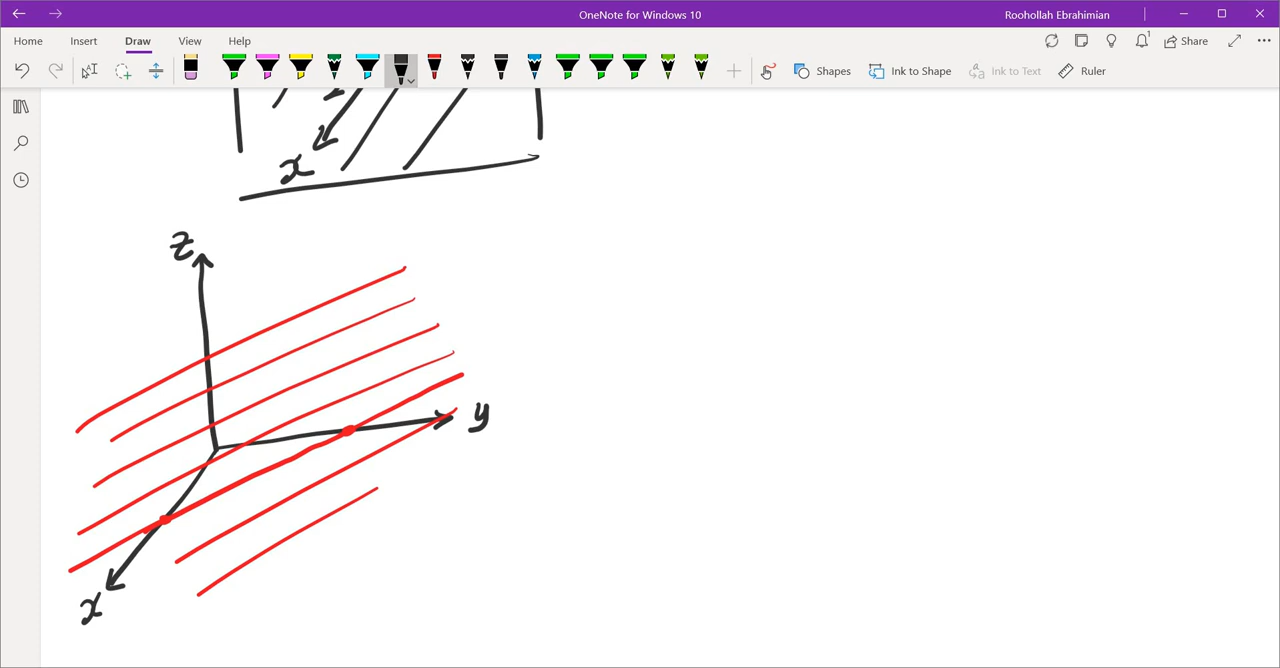 OneNote for Windows 10
Roohollah Ebrahimian
Home Insert Draw View Help
1 Share
T Shapes Ink to Shape Ink to Text Ruler
x
z
y
x